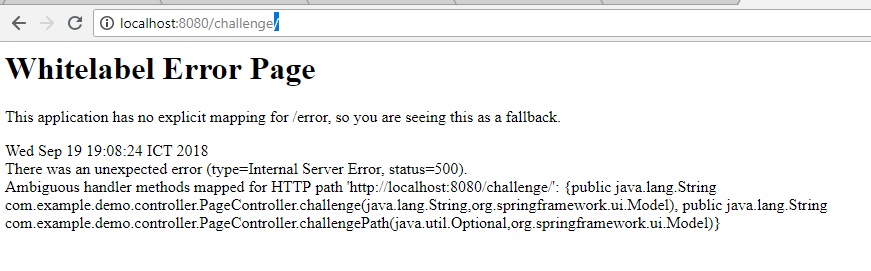 localhost:8080/challenge/
Whitelabel Error Page
This application has no explicit mapping for /error, so you are seeing this as a fallback.
Wed Sep 19 19:08:24 ICT 2018
There was an unexpected error (type=Internal Server Error, status=500).
Ambiguous handler methods mapped for HTTP path 'http://localhost:8080/challenge/': {public java.lang.String
com.example.demo.controller.PageController.challenge(java.lang.String,org.springframework.ui.Model), public java.lang.String
com.example.demo.controller.PageController.challengePath(java.util.Optional,org.springframework.ui.Model)}